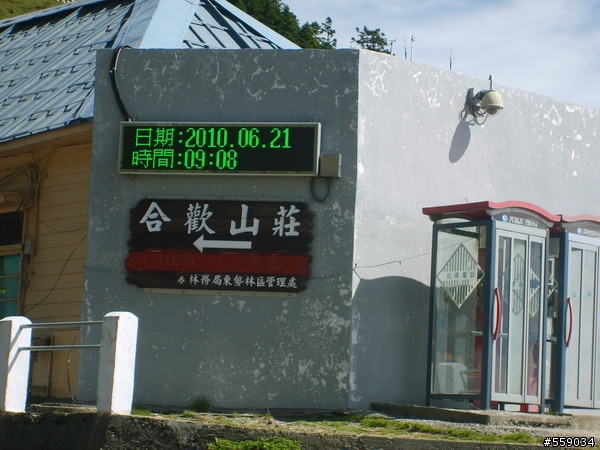 日期:2010.06.21
時間:09:08
合歡山莊
林務局東勢林區管理處
PUBLIC PHONE
#559034